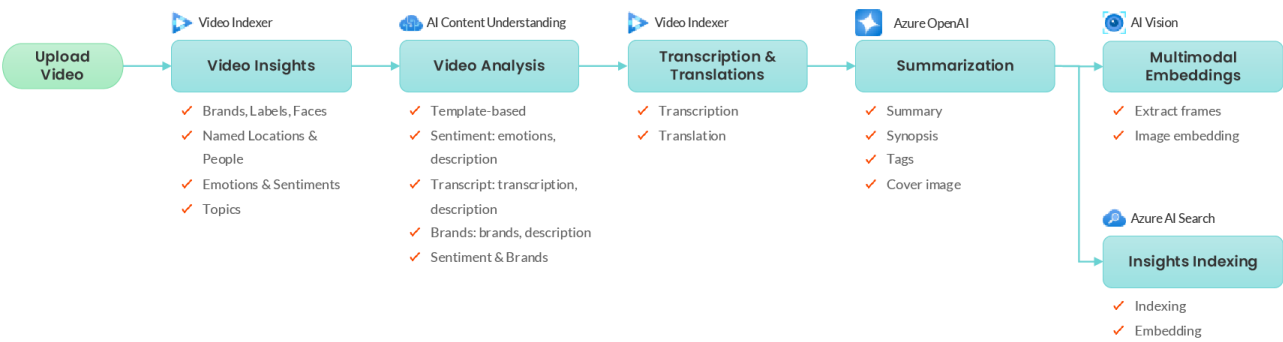 Upload
Video
Video Indexer
Video Insights
Brands, Labels, Faces
Named Locations &
People
Emotions & Sentiments
Topics
AI Content Understanding
Video Analysis
Template-based
Sentiment: emotions,
description
Transcript: transcription,
description
Brands: brands, description
Sentiment & Brands
Video Indexer
Transcription &
Translations
Transcription
Translation
Azure OpenAI
Summarization
Summary
Synopsis
Tags
Cover image
AI Vision
Multimodal
Embeddings
Extract frames
Image embedding
Azure AI Search
Insights Indexing
Indexing
Embedding